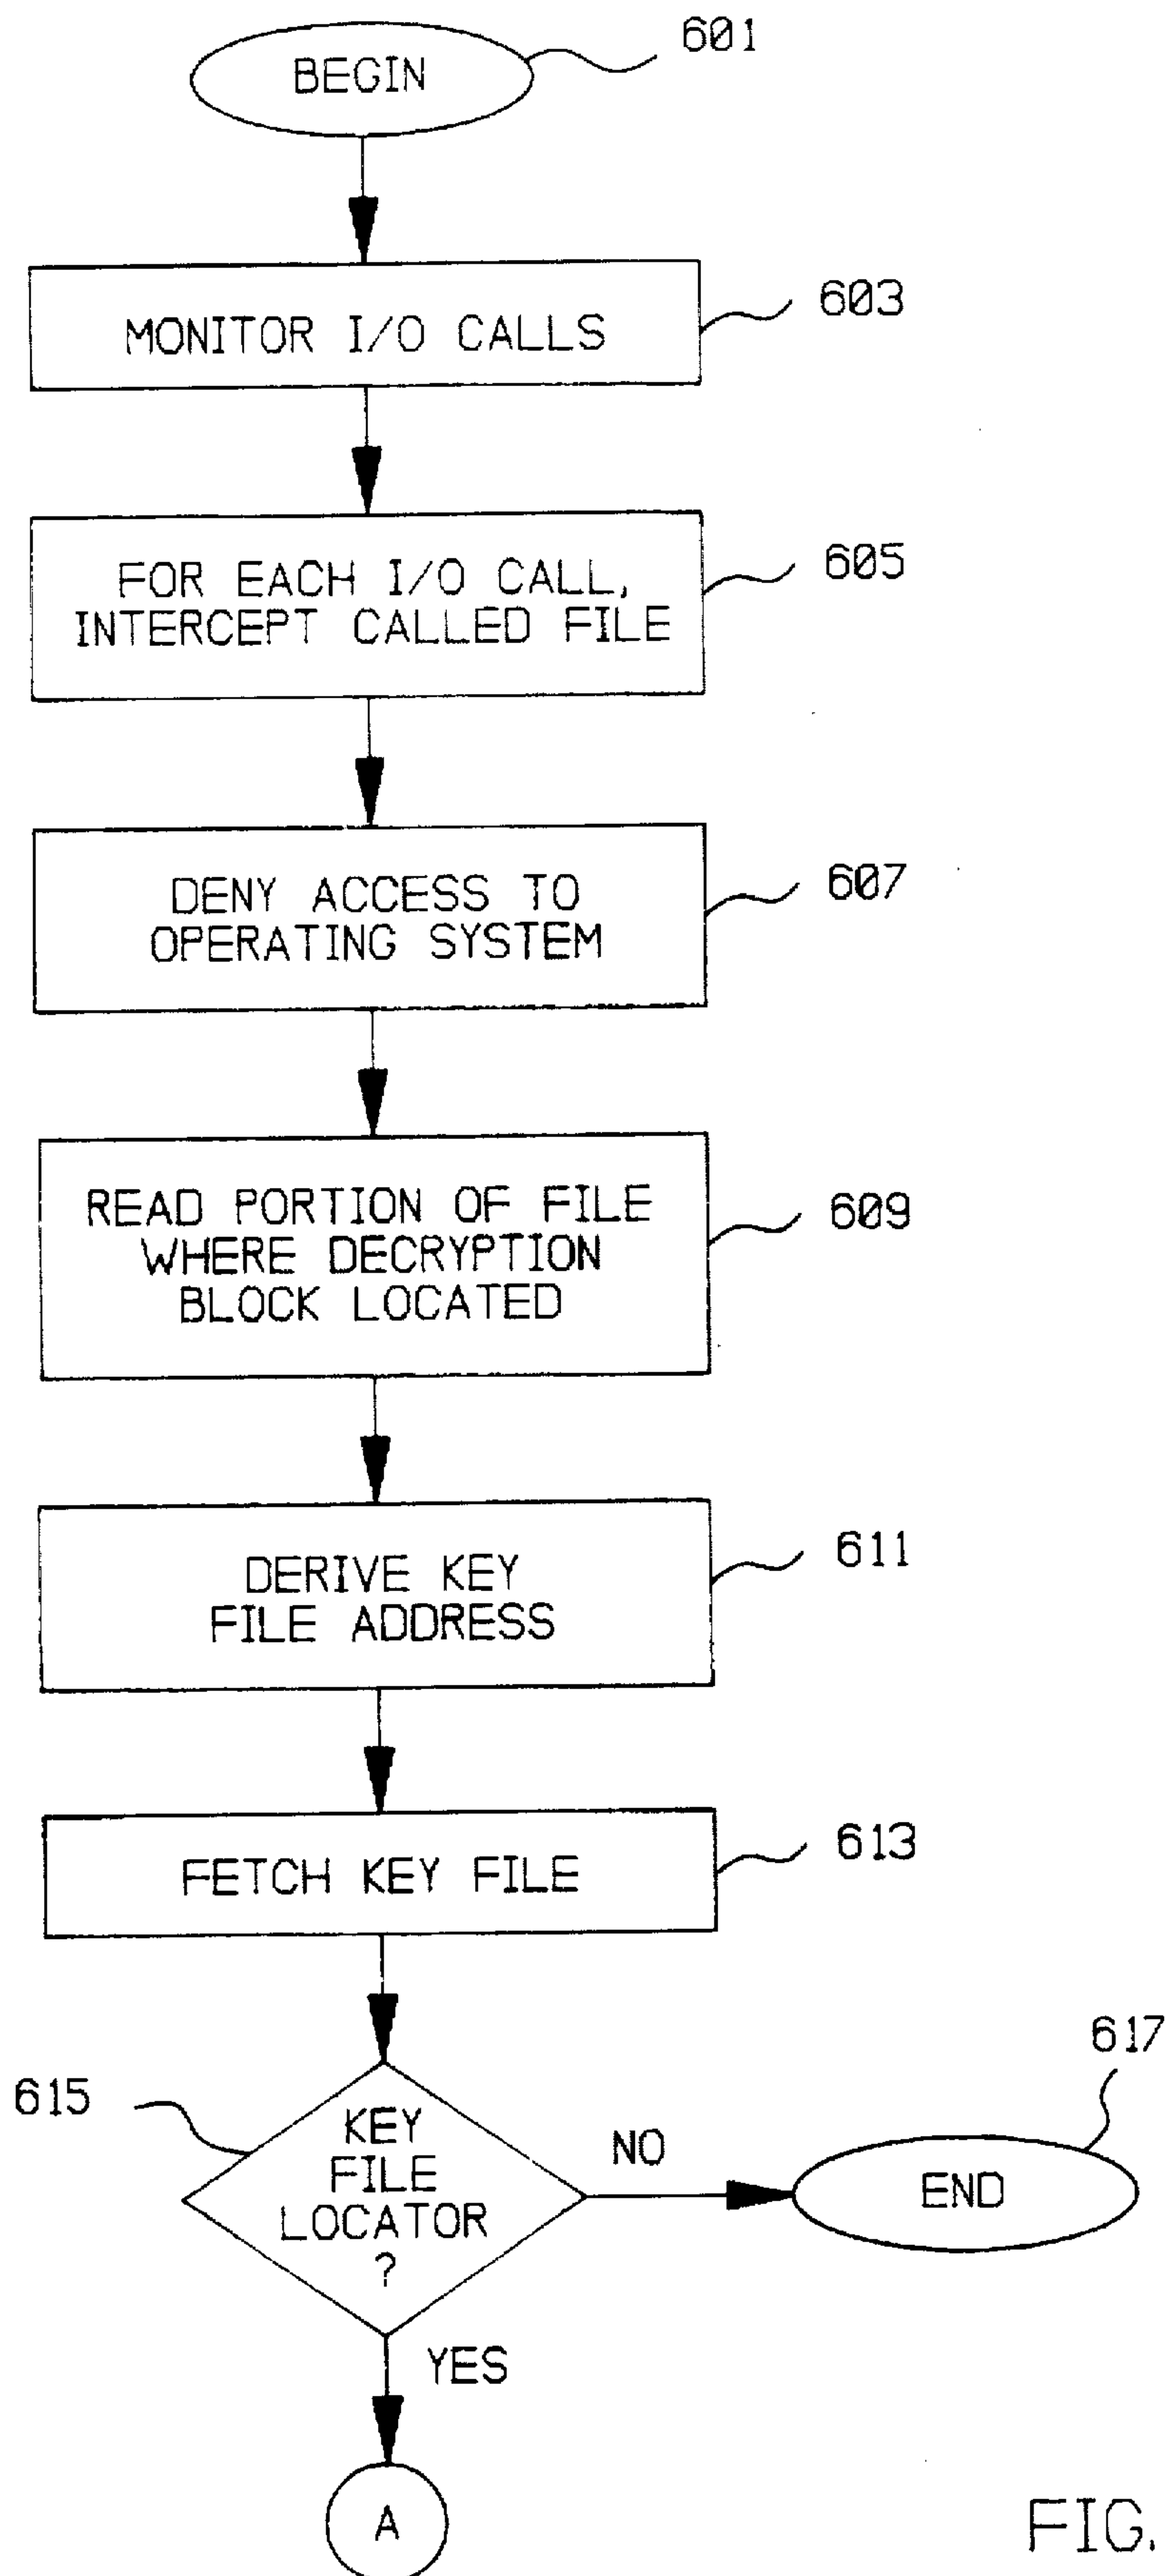 BEGIN
601
MONITOR I/O CALLS
603
FOR EACH I/O CALL,
INTERCEPT CALLED FILE
605
DENY ACCESS TO
OPERATING SYSTEM
607
READ PORTION OF FILE
WHERE DECRYPTION
BLOCK LOCATED
609
DERIVE KEY
FILE ADDRESS
611
FETCH KEY FILE
613
615
KEY
FILE
LOCATOR
?
NO
617
END
YES
A
FIG.